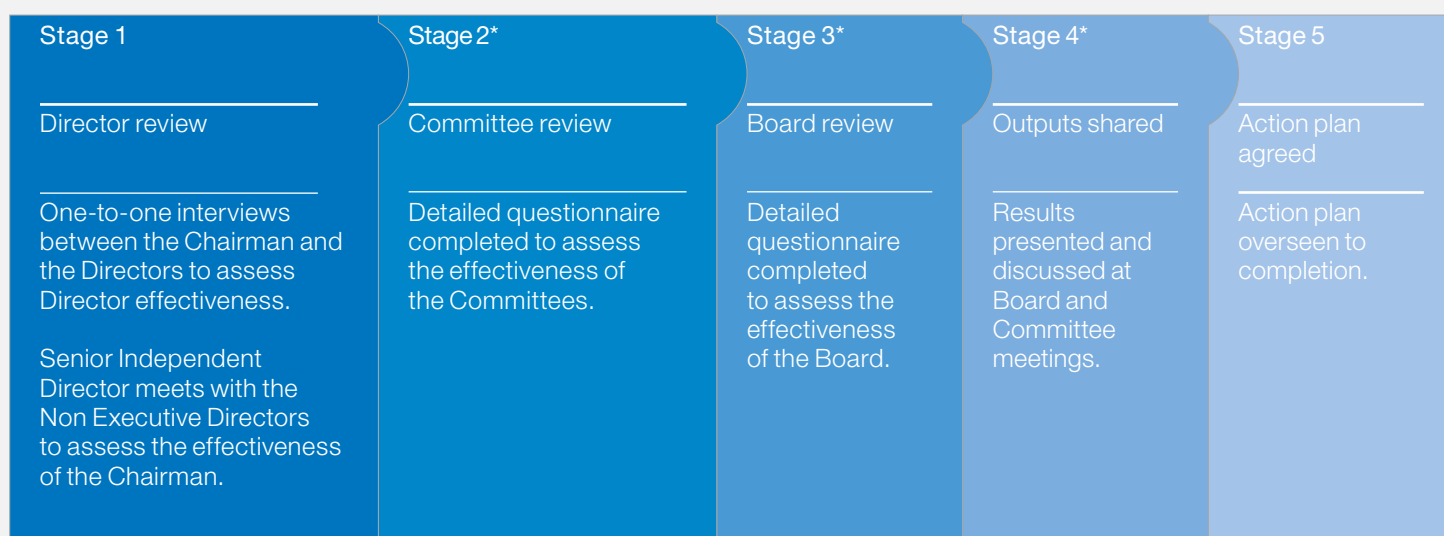 Stage 1
Director review
One-to-one interviews
between the Chairman and
the Directors to assess
Director effectiveness.
Senior Independent
Director meets with the
Non Executive Directors
to assess the effectiveness
of the Chairman.
Stage 2*
Committee review
Detailed questionnaire
completed to assess
the effectiveness of
the Committees.
Stage 3*
Board review
Detailed
questionnaire
completed
to assess the
effectiveness
of the Board.
Stage 4*
Outputs shared
Results
presented and
discussed at
Board and
Committee
meetings.
Stage 5
Action plan
agreed
Action plan
overseen to
completion.